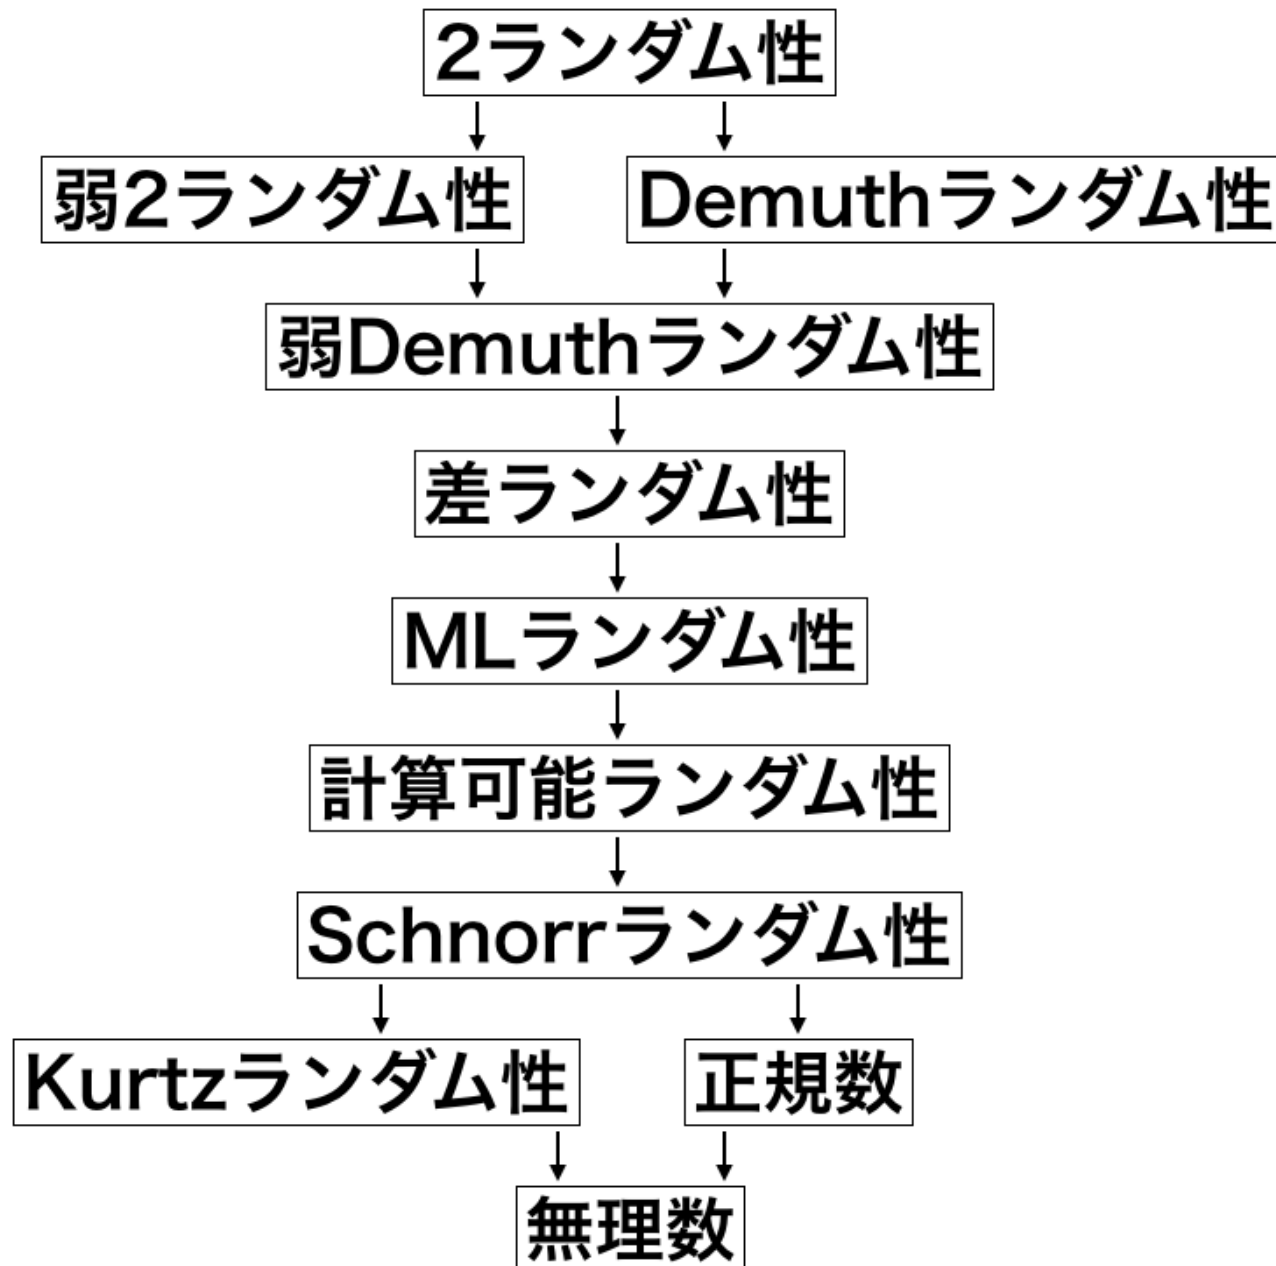 2ランダム性
弱2ランダム性
Demuthランダム性
弱Demuthランダム性
差ランダム性
MLランダム性
計算可能ランダム性
Schnorrランダム性
Kurtzランダム性
正規数
無理数